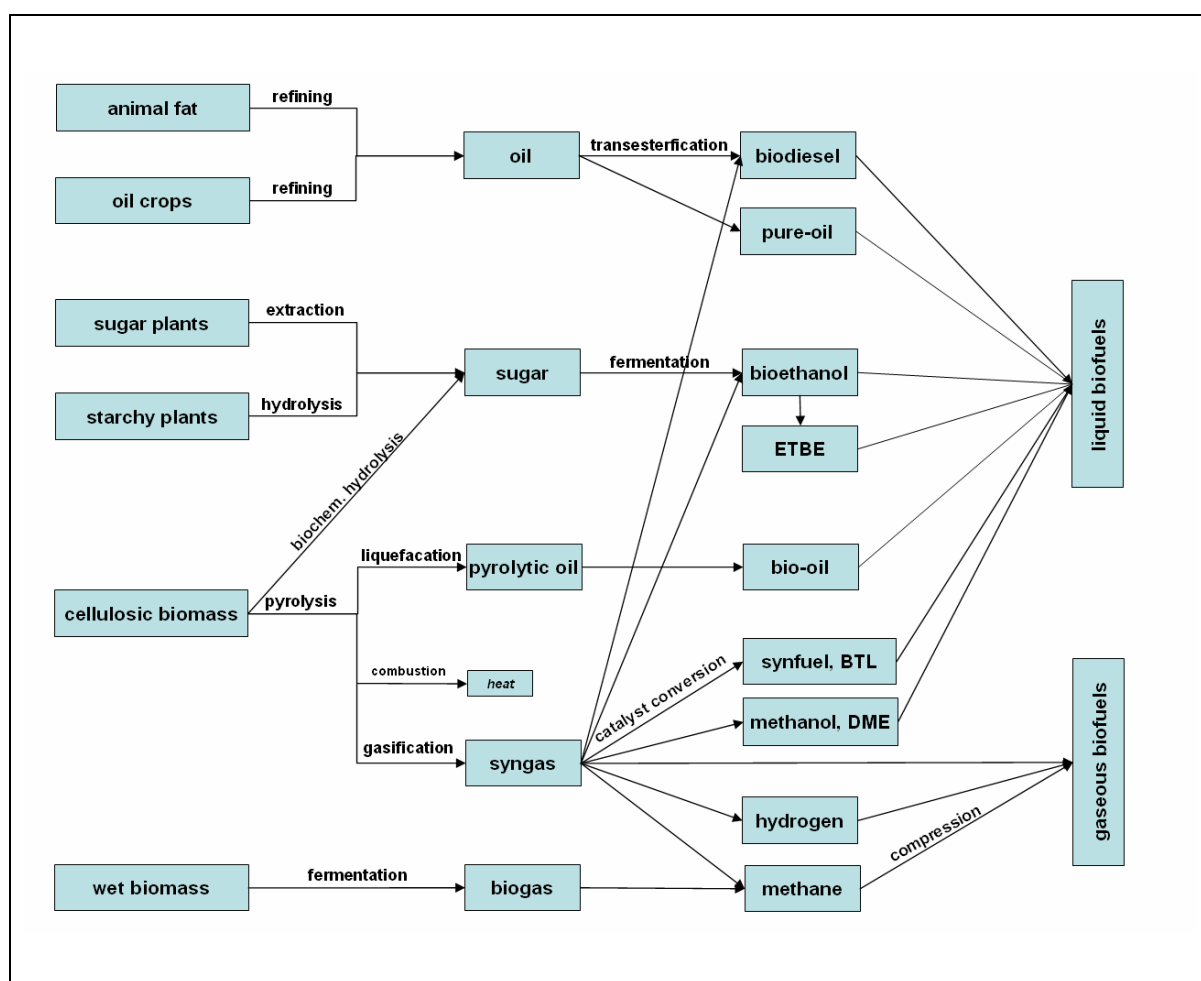 animal fat
refining
oil crops
refining
oil
transesterfication
biodiesel
pure-oil
sugar plants
extraction
starchy plants
hydrolysis
sugar
fermentation
bioethanol
ETBE
liquid biofuels
biochem. hydrolysis
cellulosic biomass
pyrolysis
liquefacation
pyrolytic oil
bio-oil
combustion
heat
gasification
syngas
catalyst conversion
synfuel, BTL
methanol, DME
hydrogen
compression
gaseous biofuels
wet biomass
fermentation
biogas
methane